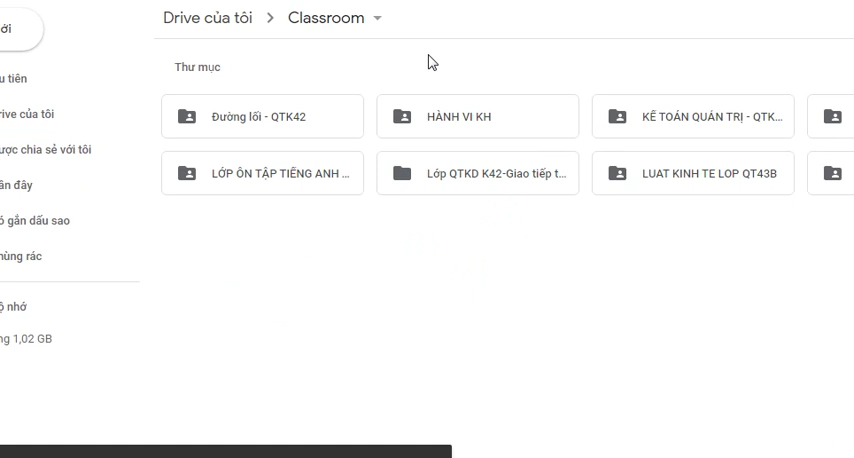 Drive của tôi > Classroom
ới
Thư mục
u tiên
rive của tôi
Đường lối - QTK42
HÀNH VI KH
KẾ TOÁN QUẢN TRỊ - QTK...
ược chia sẻ với tôi
LỚP ÔN TẬP TIẾNG ANH ...
Lớp QTKD K42-Giao tiếp t...
LUAT KINH TE LOP QT43B
ần đây
ó gắn dấu sao
hùng rác
ộ nhớ
ng 1,02 GB